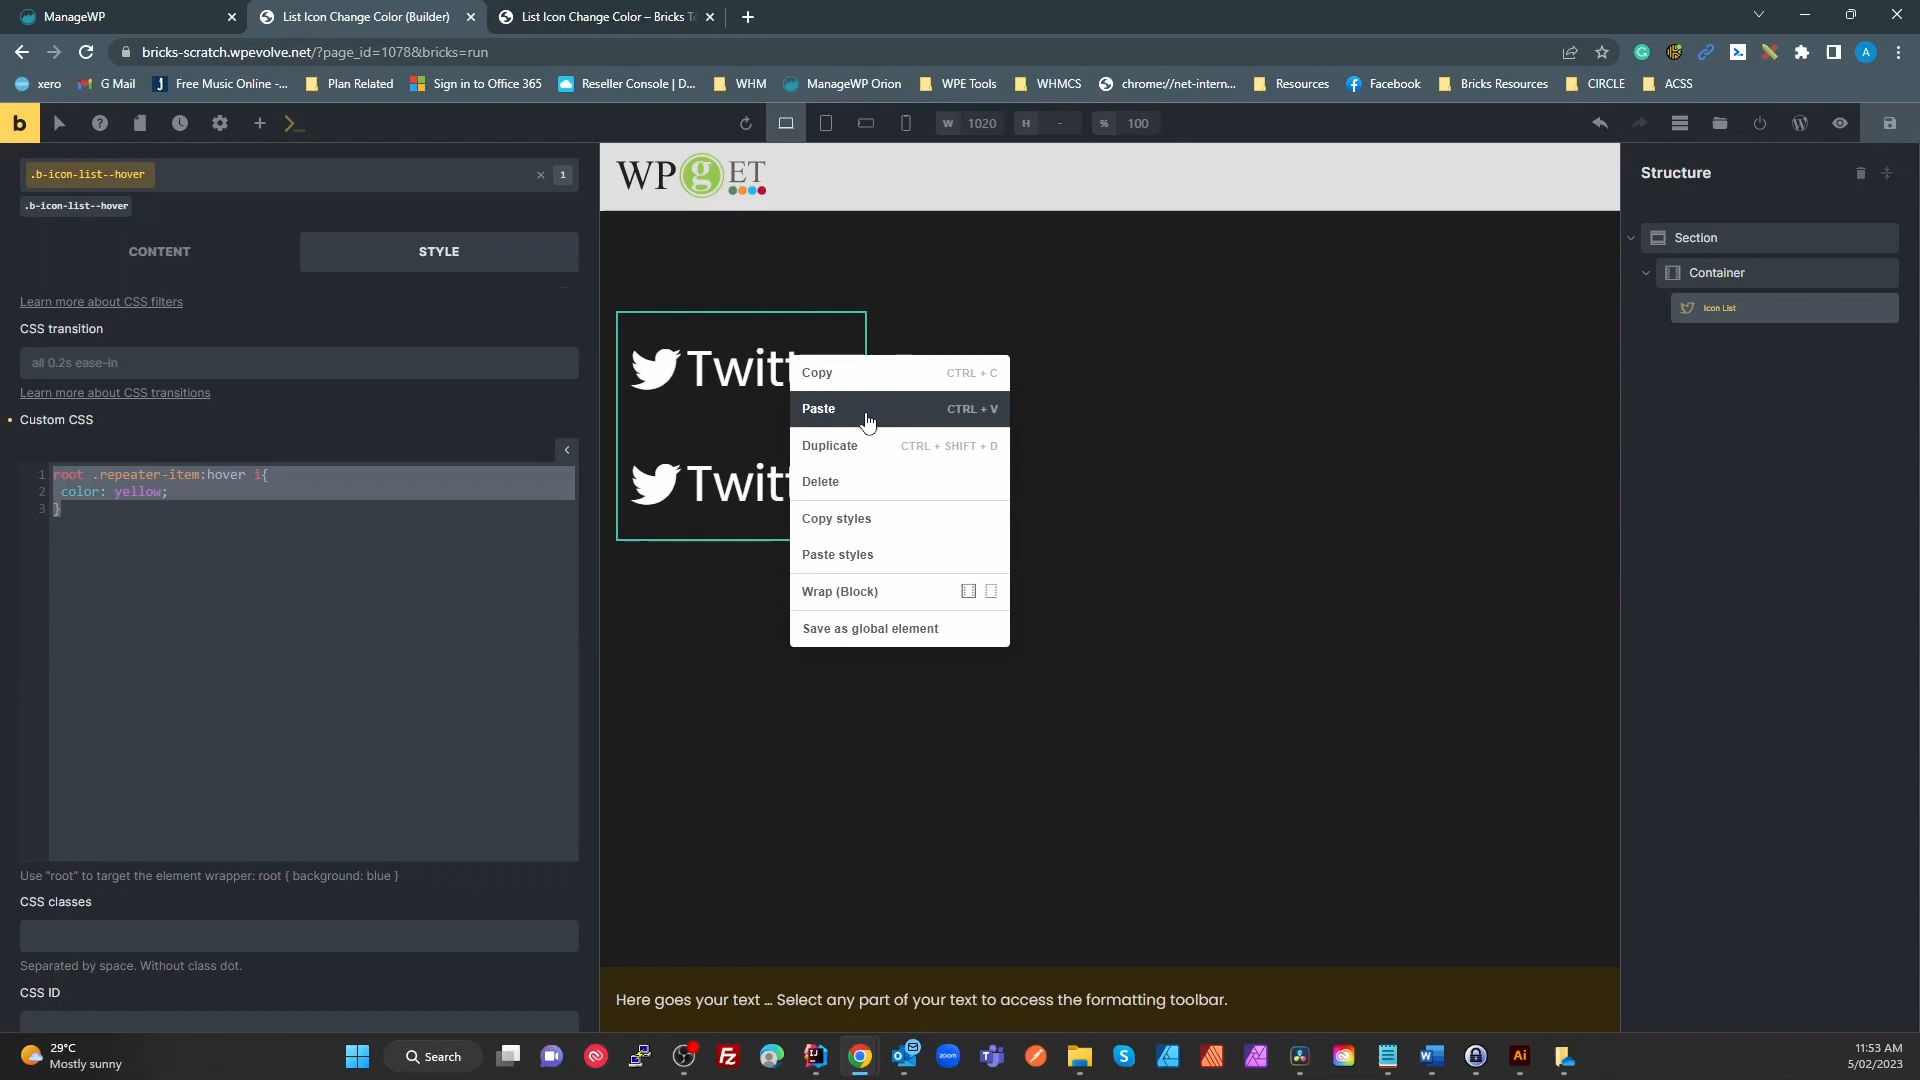 ManageWP
List Icon Change Color (Builder)
List Icon Change Color – Bricks Te
bricks-scratch.wpevolve.net/?page_id=1078&bricks=run
A
xero
G Mail
Free Music Online -...
Plan Related
Sign in to Office 365
Reseller Console | D...
WHM
ManageWP Orion
WPE Tools
WHMCS
chrome://net-intern...
Resources
Facebook
Bricks Resources
CIRCLE
ACSS
b
W 1020
H -
% 100
.b-icon-list--hover
1
.b-icon-list--hover
CONTENT
STYLE
Learn more about CSS filters
CSS transition
all 0.2s ease-in
Learn more about CSS transitions
Custom CSS
1 root .repeater-item:hover i{
2 color: yellow;
3 }
Use "root" to target the element wrapper: root { background: blue }
CSS classes
Separated by space. Without class dot.
CSS ID
WPgET
Twitt
Twitt
Copy CTRL + C
Paste CTRL + V
Duplicate CTRL + SHIFT + D
Delete
Copy styles
Paste styles
Wrap (Block)
Save as global element
Here goes your text ... Select any part of your text to access the formatting toolbar.
Structure
Section
Container
Icon List
29°C
Mostly sunny
Search
zoom
Ai
11:53 AM
5/02/2023